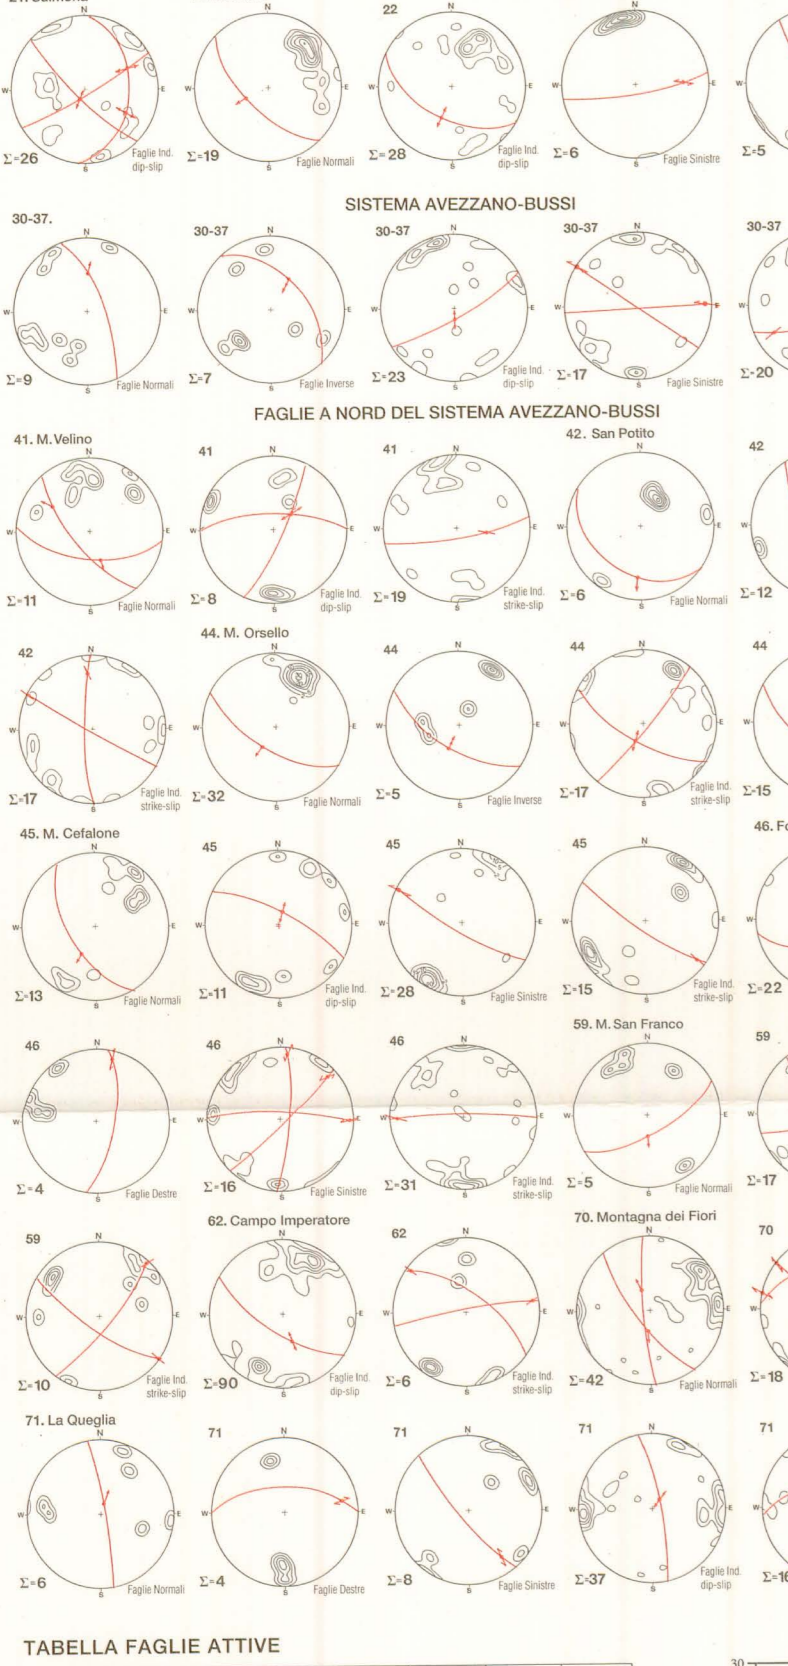 22
N N N N
W E W E W E W E
S S S S
Σ=26 Faglie Ind. dip-slip
Σ=19 Faglie Normali
Σ=28 Faglie Ind. dip-slip
Σ=6 Faglie Sinistre
Σ=5
SISTEMA AVEZZANO-BUSSI
30-37. 30-37 30-37 30-37 30-37
N N N N
W E W E W E W E
S S S S
Σ=9 Faglie Normali
Σ=7 Faglie Inverse
Σ=23 Faglie Ind. dip-slip
Σ=17 Faglie Sinistre
Σ=20
FAGLIE A NORD DEL SISTEMA AVEZZANO-BUSSI
41. M. Velino 41 41 42. San Potito 42
N N N N
W E W E W E W E W
S S S S
Σ=11 Faglie Normali
Σ=8 Faglie Ind. dip-slip
Σ=19 Faglie Ind. strike-slip
Σ=6 Faglie Normali
Σ=12
42 44. M. Orsello 44 44 44
N N N N
W E W E W E W E W
S S S S
Σ=17 Faglie Ind. strike-slip
Σ=32 Faglie Normali
Σ=5 Faglie Inverse
Σ=17 Faglie Ind. strike-slip
Σ=15
45. M. Cefalone 45 45 45 46. Fo
N N N N
W E W E W E W E W
S S S S
Σ=13 Faglie Normali
Σ=11 Faglie Ind. dip-slip
Σ=28 Faglie Sinistre
Σ=15 Faglie Ind. strike-slip
Σ=22
46 46 46 59. M. San Franco 59
N N N N
W E W E W E W E W
S S S S
Σ=4 Faglie Destre
Σ=16 Faglie Sinistre
Σ=31 Faglie Ind. strike-slip
Σ=5 Faglie Normali
Σ=17
59 62. Campo Imperatore 62 70. Montagna dei Fiori 70
N N N N
W E W E W E W E W
S S S S
Σ=10 Faglie Ind. strike-slip
Σ=90 Faglie Ind. dip-slip
Σ=6 Faglie Ind. strike-slip
Σ=42 Faglie Normali
Σ=18
71. La Queglia 71 71 71 71
N N N N
W E W E W E W E W
S S S S
Σ=6 Faglie Normali
Σ=4 Faglie Destre
Σ=8 Faglie Sinistre
Σ=37 Faglie Ind. dip-slip
Σ=16
TABELLA FAGLIE ATTIVE
30